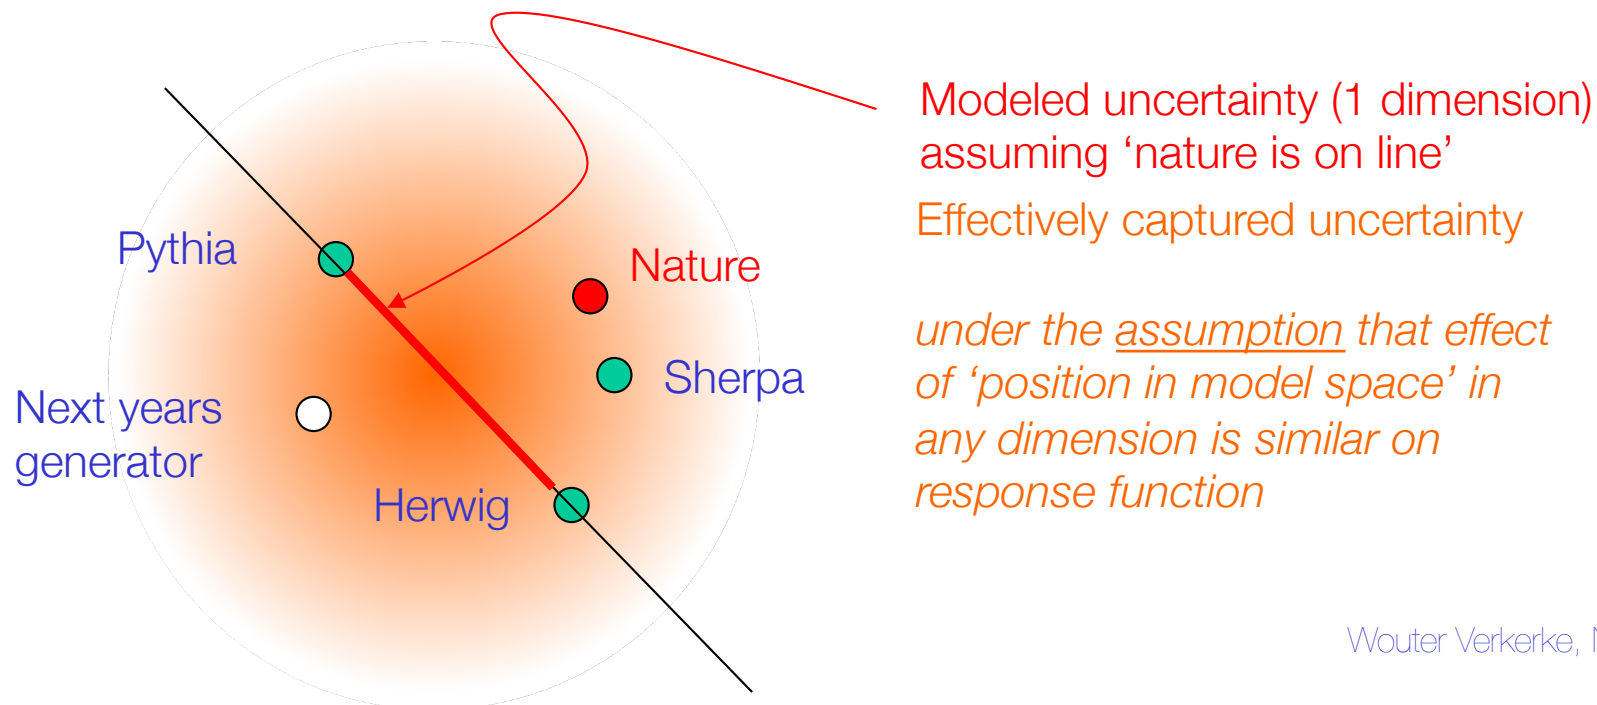 Modeled uncertainty (1 dimension)
assuming ‘nature is on line’
Effectively captured uncertainty
under the assumption that effect
of ‘position in model space’ in
any dimension is similar on
response function
Pythia
Nature
Sherpa
Next years
generator
Herwig
Wouter Verkerke,